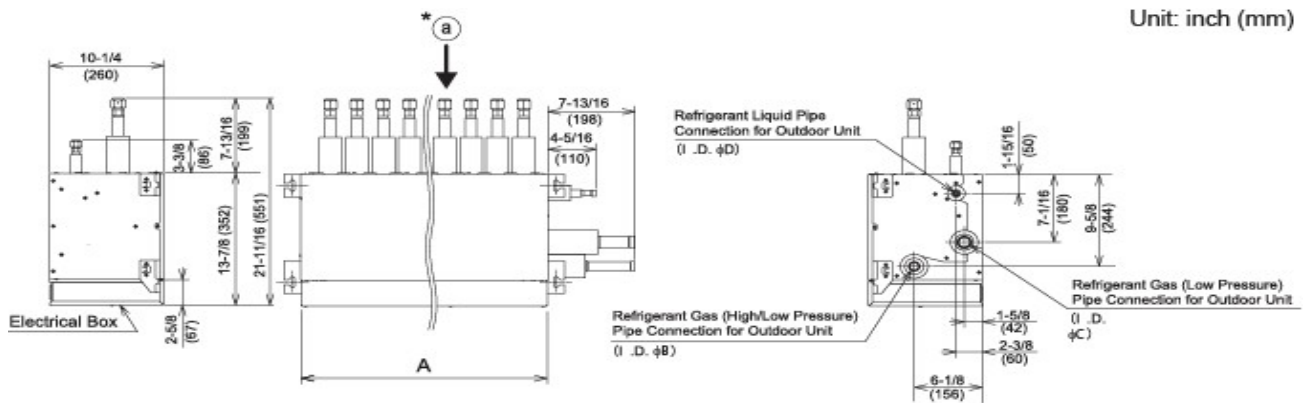 Unit: inch (mm)
* a
10-1/4
(260)
7-13/16
(198)
4-5/16
(110)
3-3/8
(86)
7-13/16
(199)
13-7/8 (352)
21-11/16 (551)
2-5/8
(67)
Electrical Box
A
Refrigerant Liquid Pipe
Connection for Outdoor Unit
(I .D. ϕD)
1-15/16
(50)
7-1/16
(180)
9-5/8
(244)
Refrigerant Gas (High/Low Pressure)
Pipe Connection for Outdoor Unit
(I .D. ϕB)
Refrigerant Gas (Low Pressure)
Pipe Connection for Outdoor Unit
(I .D.
ϕC)
1-5/8
(42)
2-3/8
(60)
6-1/8
(156)